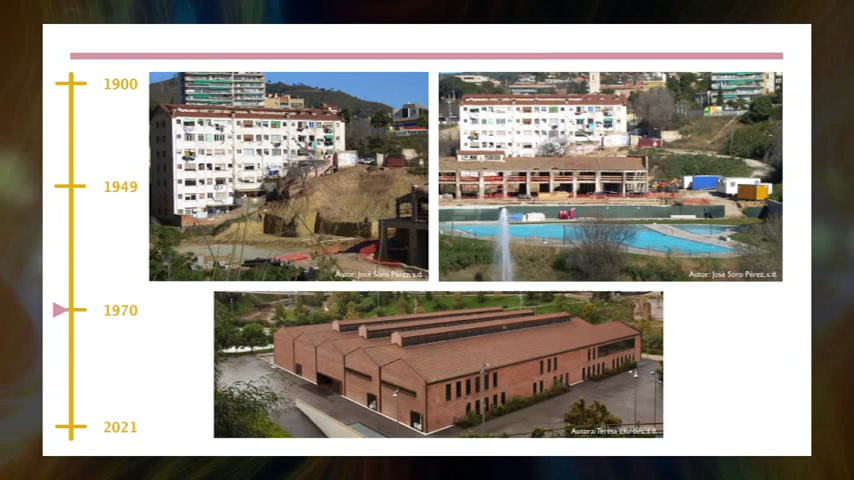 1900
1949
1970
2021
Autor: José Soro Pérez, s.d.
Autor: José Soro Pérez, s.d.
Autora: Teresa Llordés, s.d.